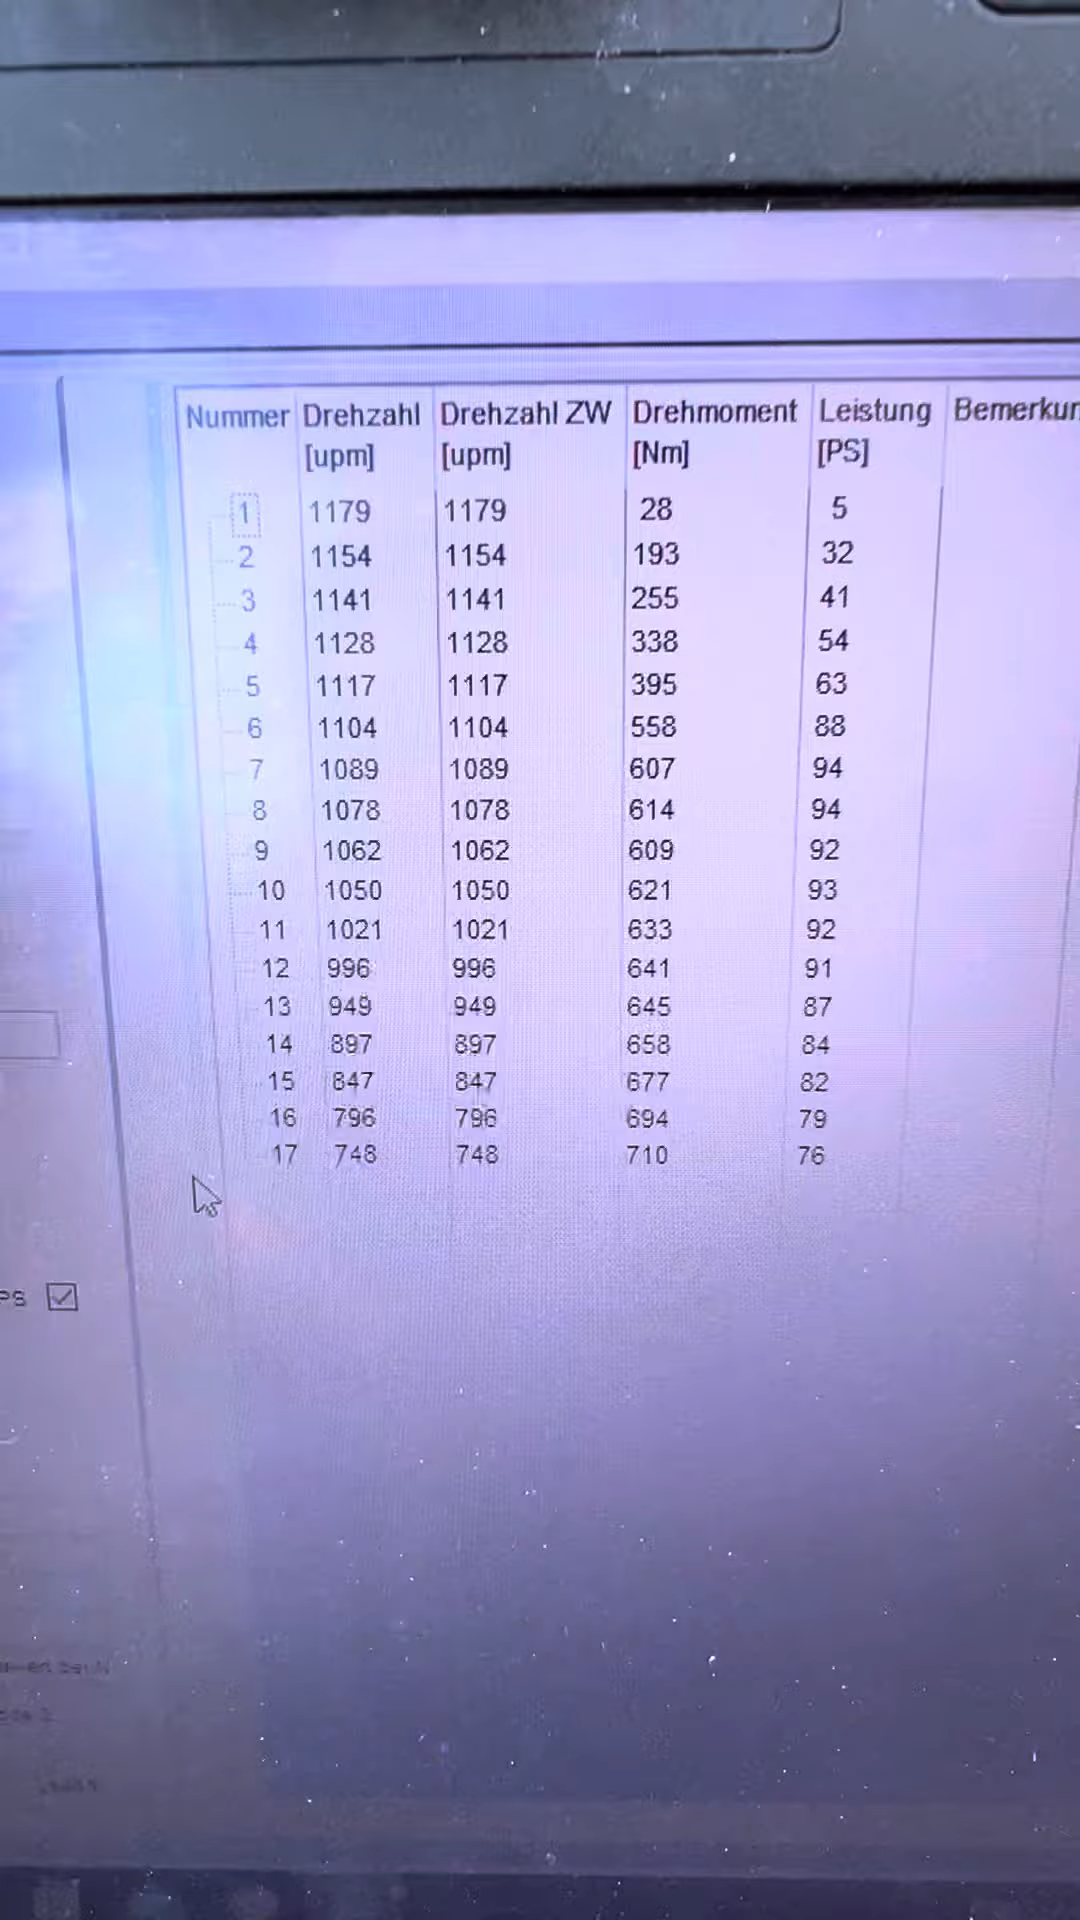 Nummer Drehzahl Drehzahl ZW Drehmoment Leistung Bemerkun
[upm] [upm] [Nm] [PS]
1 1179 1179 28 5
2 1154 1154 193 32
3 1141 1141 255 41
4 1128 1128 338 54
5 1117 1117 395 63
6 1104 1104 558 88
7 1089 1089 607 94
8 1078 1078 614 94
9 1062 1062 609 92
10 1050 1050 621 93
11 1021 1021 633 92
12 996 996 641 91
13 949 949 645 87
14 897 897 658 84
15 847 847 677 82
16 796 796 694 79
17 748 748 710 76
PS